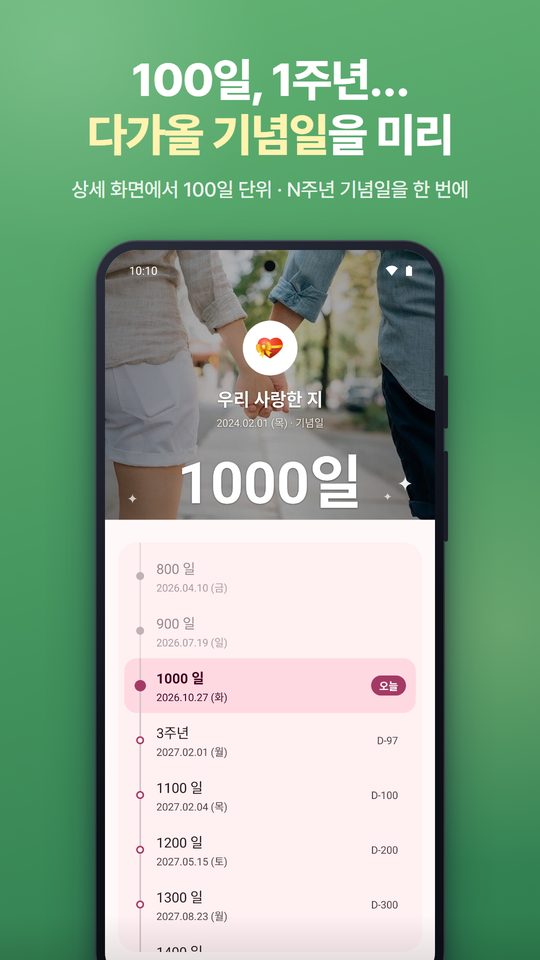 100일, 1주년...
다가올 기념일을 미리
상세 화면에서 100일 단위 · N주년 기념일을 한 번에
10:10
우리 사랑한 지
2024.02.01 (목) · 기념일
1000일
800 일
2026.04.10 (금)
900 일
2026.07.19 (일)
1000 일
2026.10.27 (화)
오늘
3주년
2027.02.01 (월)
D-97
1100 일
2027.02.04 (목)
D-100
1200 일
2027.05.15 (토)
D-200
1300 일
2027.08.23 (월)
D-300